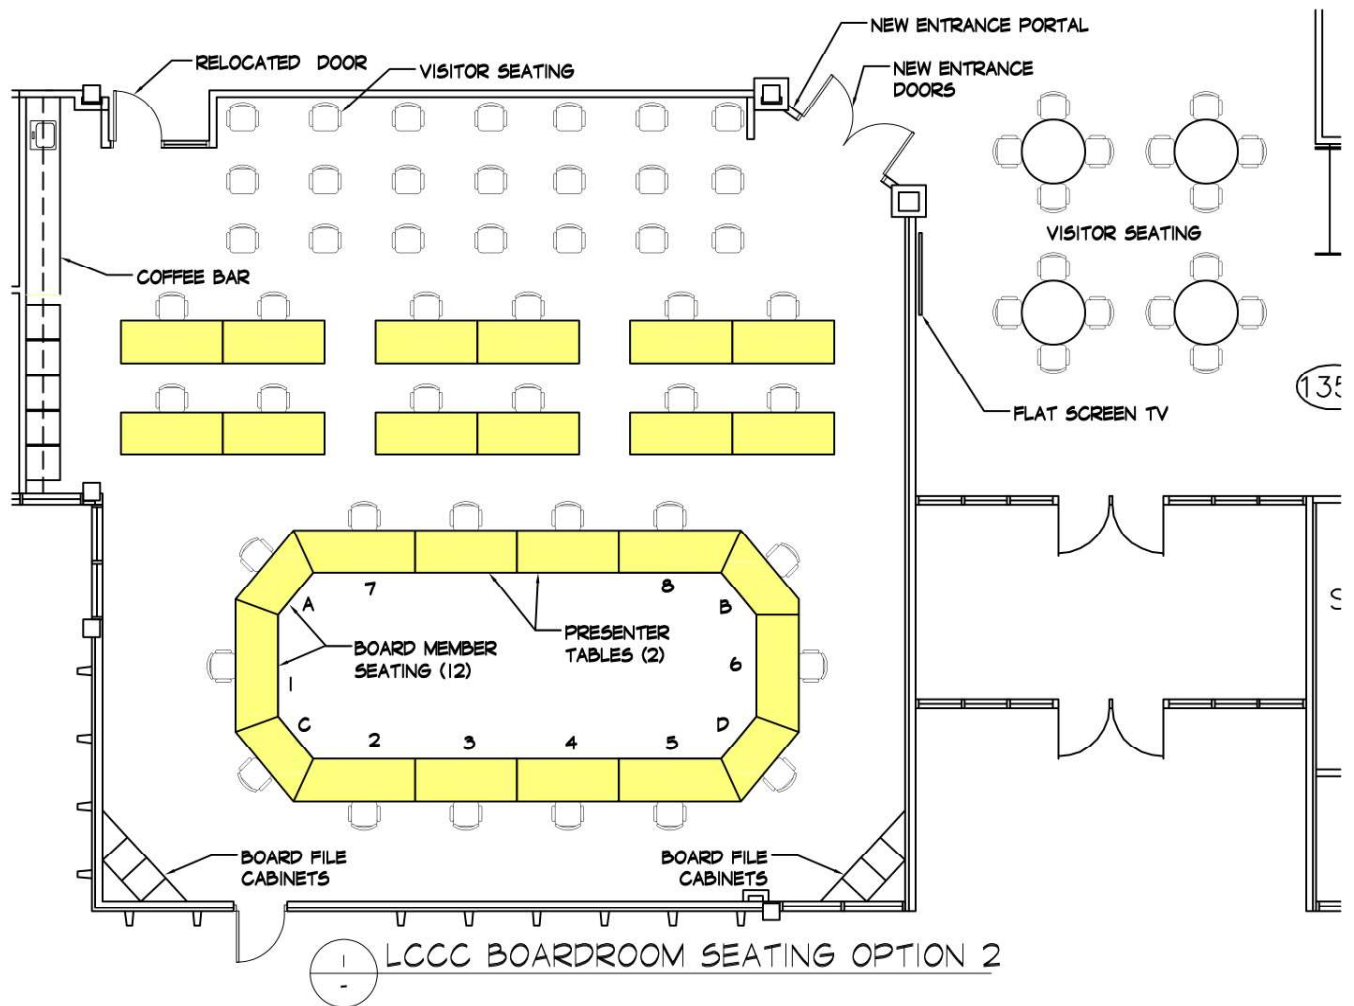 NEW ENTRANCE PORTAL
RELOCATED DOOR
VISITOR SEATING
NEW ENTRANCE
DOORS
VISITOR SEATING
COFFEE BAR
135
FLAT SCREEN TV
7
8
A
B
BOARD MEMBER
SEATING (12)
PRESENTER
TABLES (2)
6
1
S
C
D
2
3
4
5
BOARD FILE
CABINETS
BOARD FILE
CABINETS
1
-
LCCC BOARDROOM SEATING OPTION 2